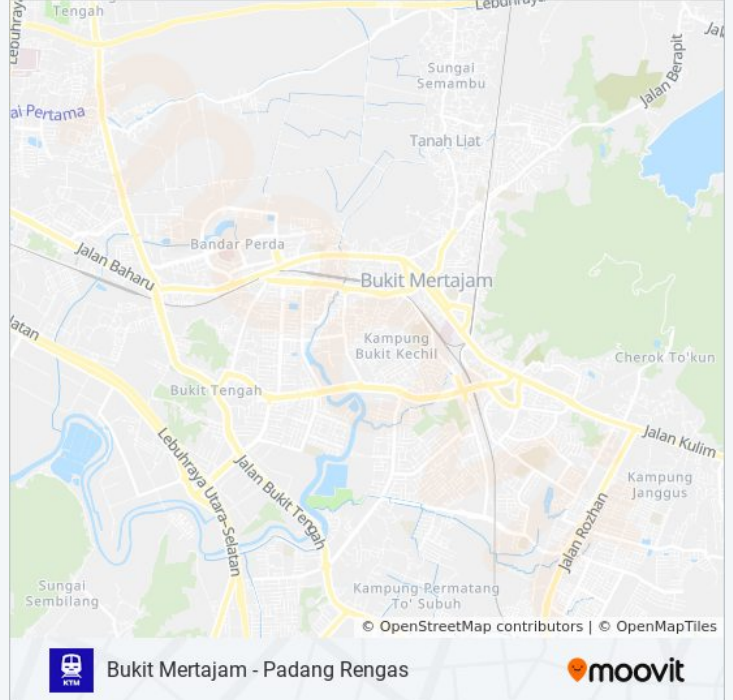 Tengah
Lebuhraya
Lebuhraya
Jalan Berapit
Sungai
Semambu
ai Pertama
Tanah Liat
Bandar Perda
Jalan Baharu
Bukit Mertajam
latan
Kampung
Bukit Kechil
Cherok To'kun
Bukit Tengah
Jalan Kulim
Lebuhraya Utara-Selatan
Jalan Bukit Tengah
Kampung
Janggus
Jalan Rozhan
Sungai
Sembilang
Kampung Permatang
To' Subuh
© OpenStreetMap contributors | © OpenMapTiles
KTM
Bukit Mertajam - Padang Rengas
moovit